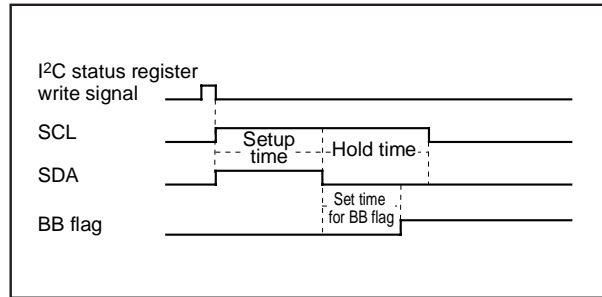 I²C status register
write signal
SCL
Setup
time
Hold time
SDA
Set time
for BB flag
BB flag